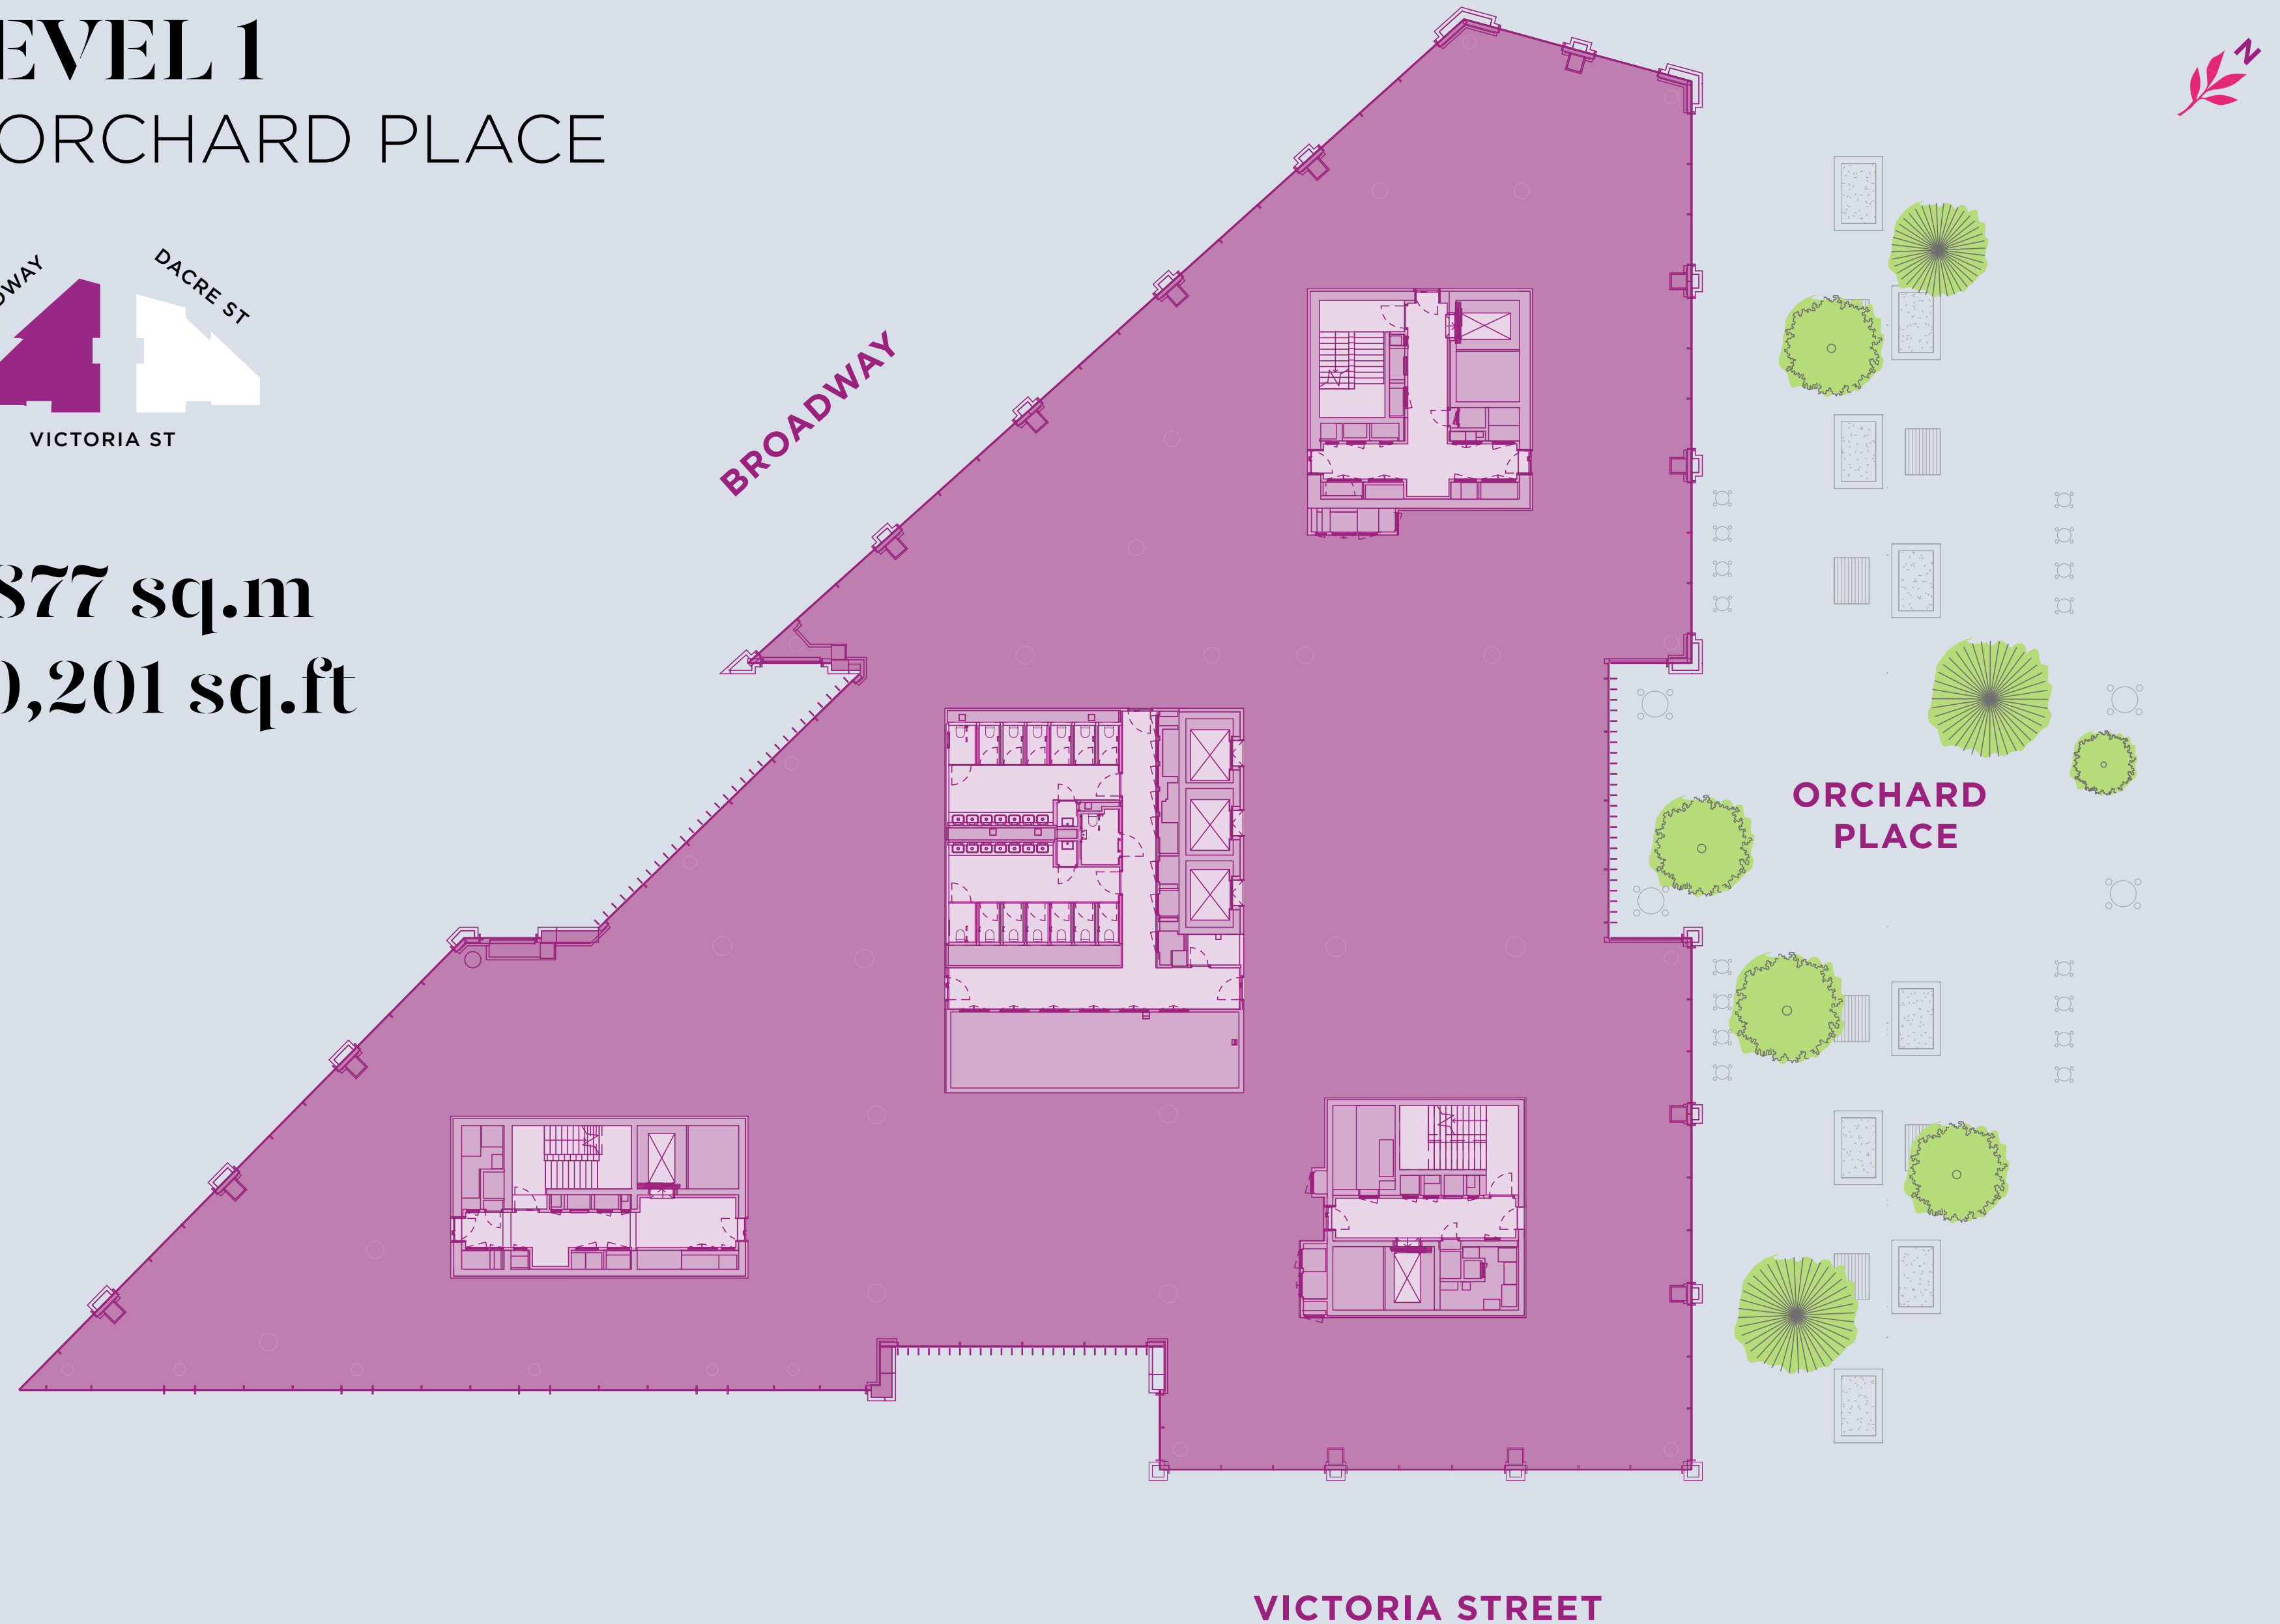 EVEL 1
ORCHARD PLACE
DWAY
DACRE ST
VICTORIA ST
877 sq.m
0,201 sq.ft
BROADWAY
N
ORCHARD
PLACE
VICTORIA STREET